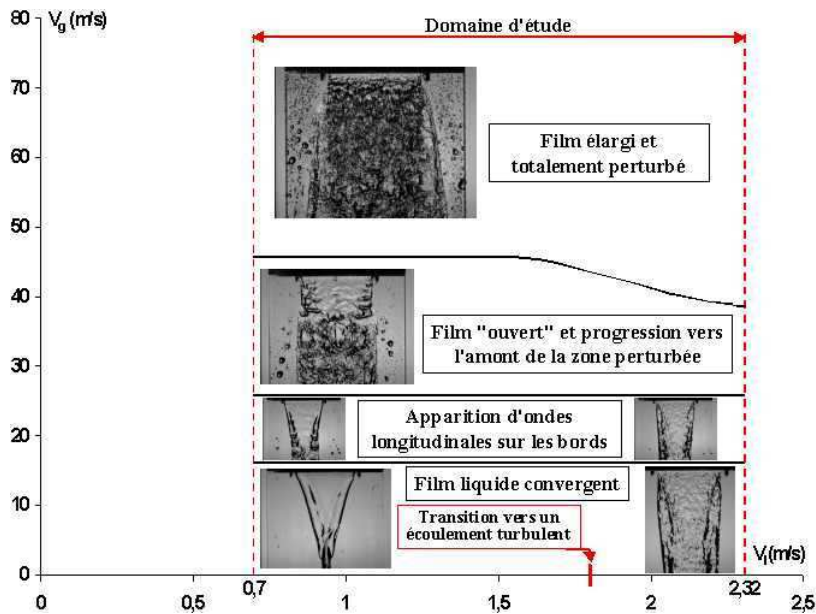 80
V_g (m/s)
Domaine d'étude
70
Film élargi et
totalement perturbé
60
50
40
Film "ouvert" et progression vers
l'amont de la zone perturbée
30
20
Apparition d'ondes
longitudinales sur les bords
10
Film liquide convergent
Transition vers un
écoulement turbulent
V_l(m/s)
0
0
0,5
0,7
1
1,5
2
2,32
2,5